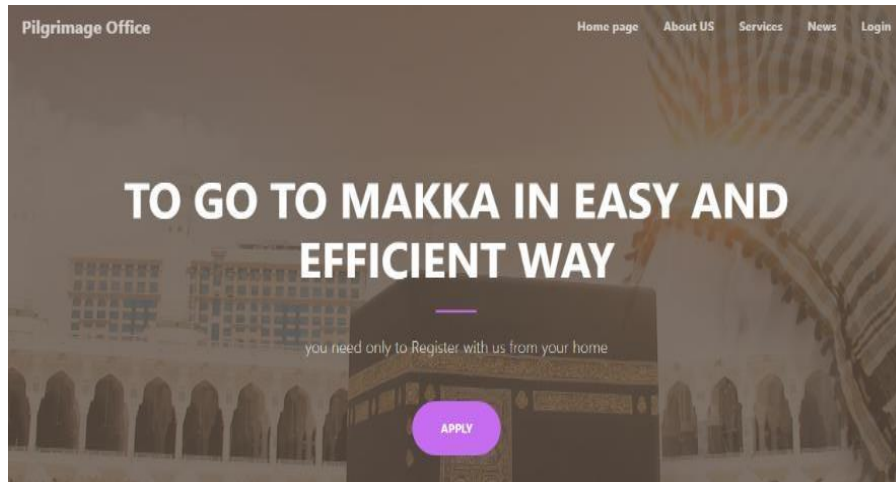 Pilgrimage Office
Home page About US Services News Login
TO GO TO MAKKA IN EASY AND
EFFICIENT WAY
you need only to Register with us from your home
APPLY